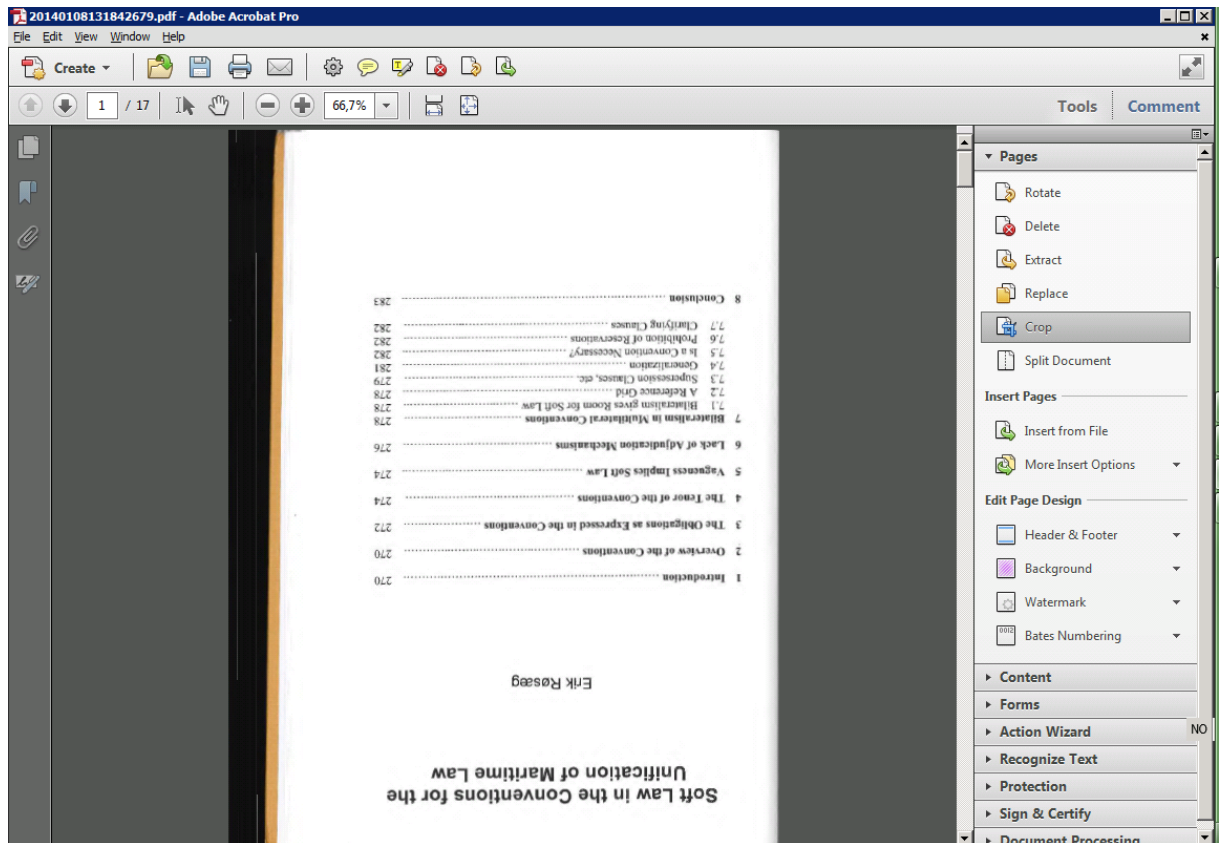 20140108131842679.pdf - Adobe Acrobat Pro
File Edit View Window Help
Create
1 / 17 66,7% Tools Comment
Soft Law in the Conventions for the
Unification of Maritime Law
Erik Røsæg
1 Introduction 270
2 Overview of the Conventions 270
3 The Obligations as Expressed in the Conventions 272
4 The Tenor of the Conventions 274
5 Vagueness Implies Soft Law 274
6 Lack of Adjudication Mechanisms 276
7 Bilateralism in Multilateral Conventions 278
7.1 Bilateralism gives Room for Soft Law 278
7.2 A Reference Grid 278
7.3 Supersession Clauses, etc. 279
7.4 Generalization 281
7.5 Is a Convention Necessary? 282
7.6 Prohibition of Reservations 282
7.7 Clarifying Clauses 282
8 Conclusion 283
Pages
Rotate
Delete
Extract
Replace
Crop
Split Document
Insert Pages
Insert from File
More Insert Options
Edit Page Design
Header & Footer
Background
Watermark
Bates Numbering
Content
Forms
Action Wizard
NO
Recognize Text
Protection
Sign & Certify
Document Processing